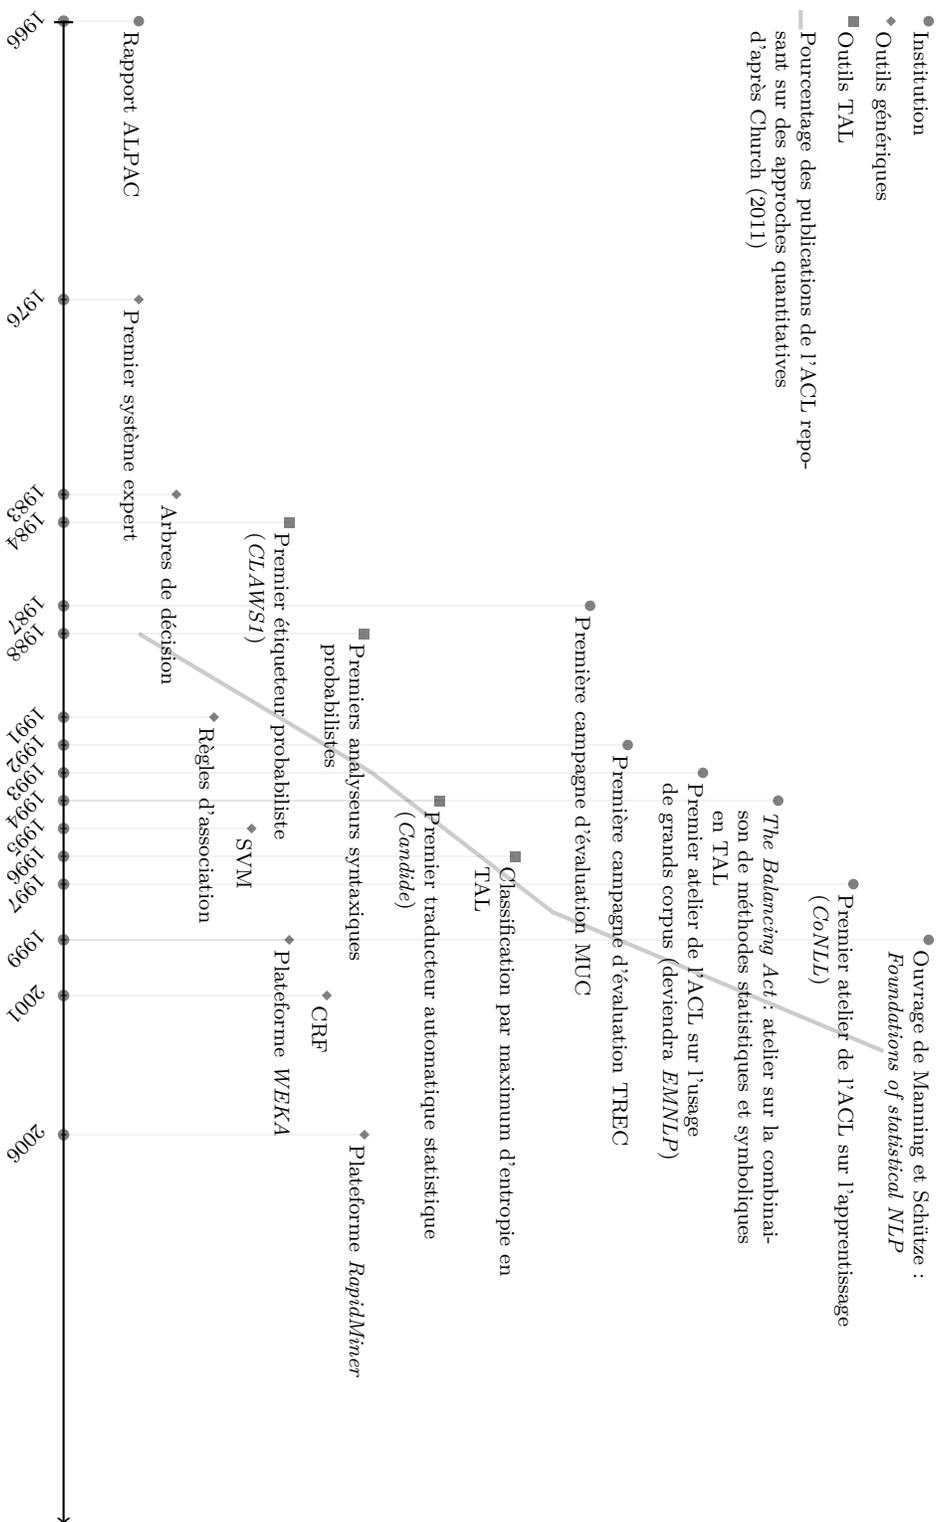 Institution
Outils génériques
Outils TAL
Pourcentage des publications de l'ACL repo-
sant sur des approches quantitatives
d'après Church (2011)
Ouvrage de Manning et Schütze :
Foundations of statistical NLP
Premier atelier de l'ACL sur l'apprentissage
(CoNLL)
The Balancing Act : atelier sur la combinai-
son de méthodes statistiques et symboliques
en TAL
Premier atelier de l'ACL sur l'usage
de grands corpus (deviendra EMNLP)
Première campagne d'évaluation TREC
Première campagne d'évaluation MUC
Classification par maximum d'entropie en
TAL
Premier traducteur automatique statistique
(Candide)
Premiers analyseurs syntaxiques
probabilistes
Plateforme RapidMiner
CRF
Premier étiqueteur probabiliste
(CLAWS1)
Plateforme WEKA
SVM
Règles d'association
Arbres de décision
Rapport ALPAC
Premier système expert
1966
1976
1983
1984
1987
1988
1991
1992
1993
1994
1995
1996
1997
1999
2001
2006